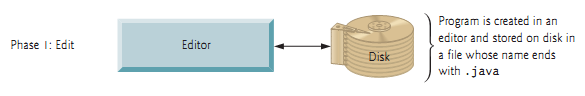 Phase 1: Edit
Editor
Disk
Program is created in an
editor and stored on disk in
a file whose name ends
with .java